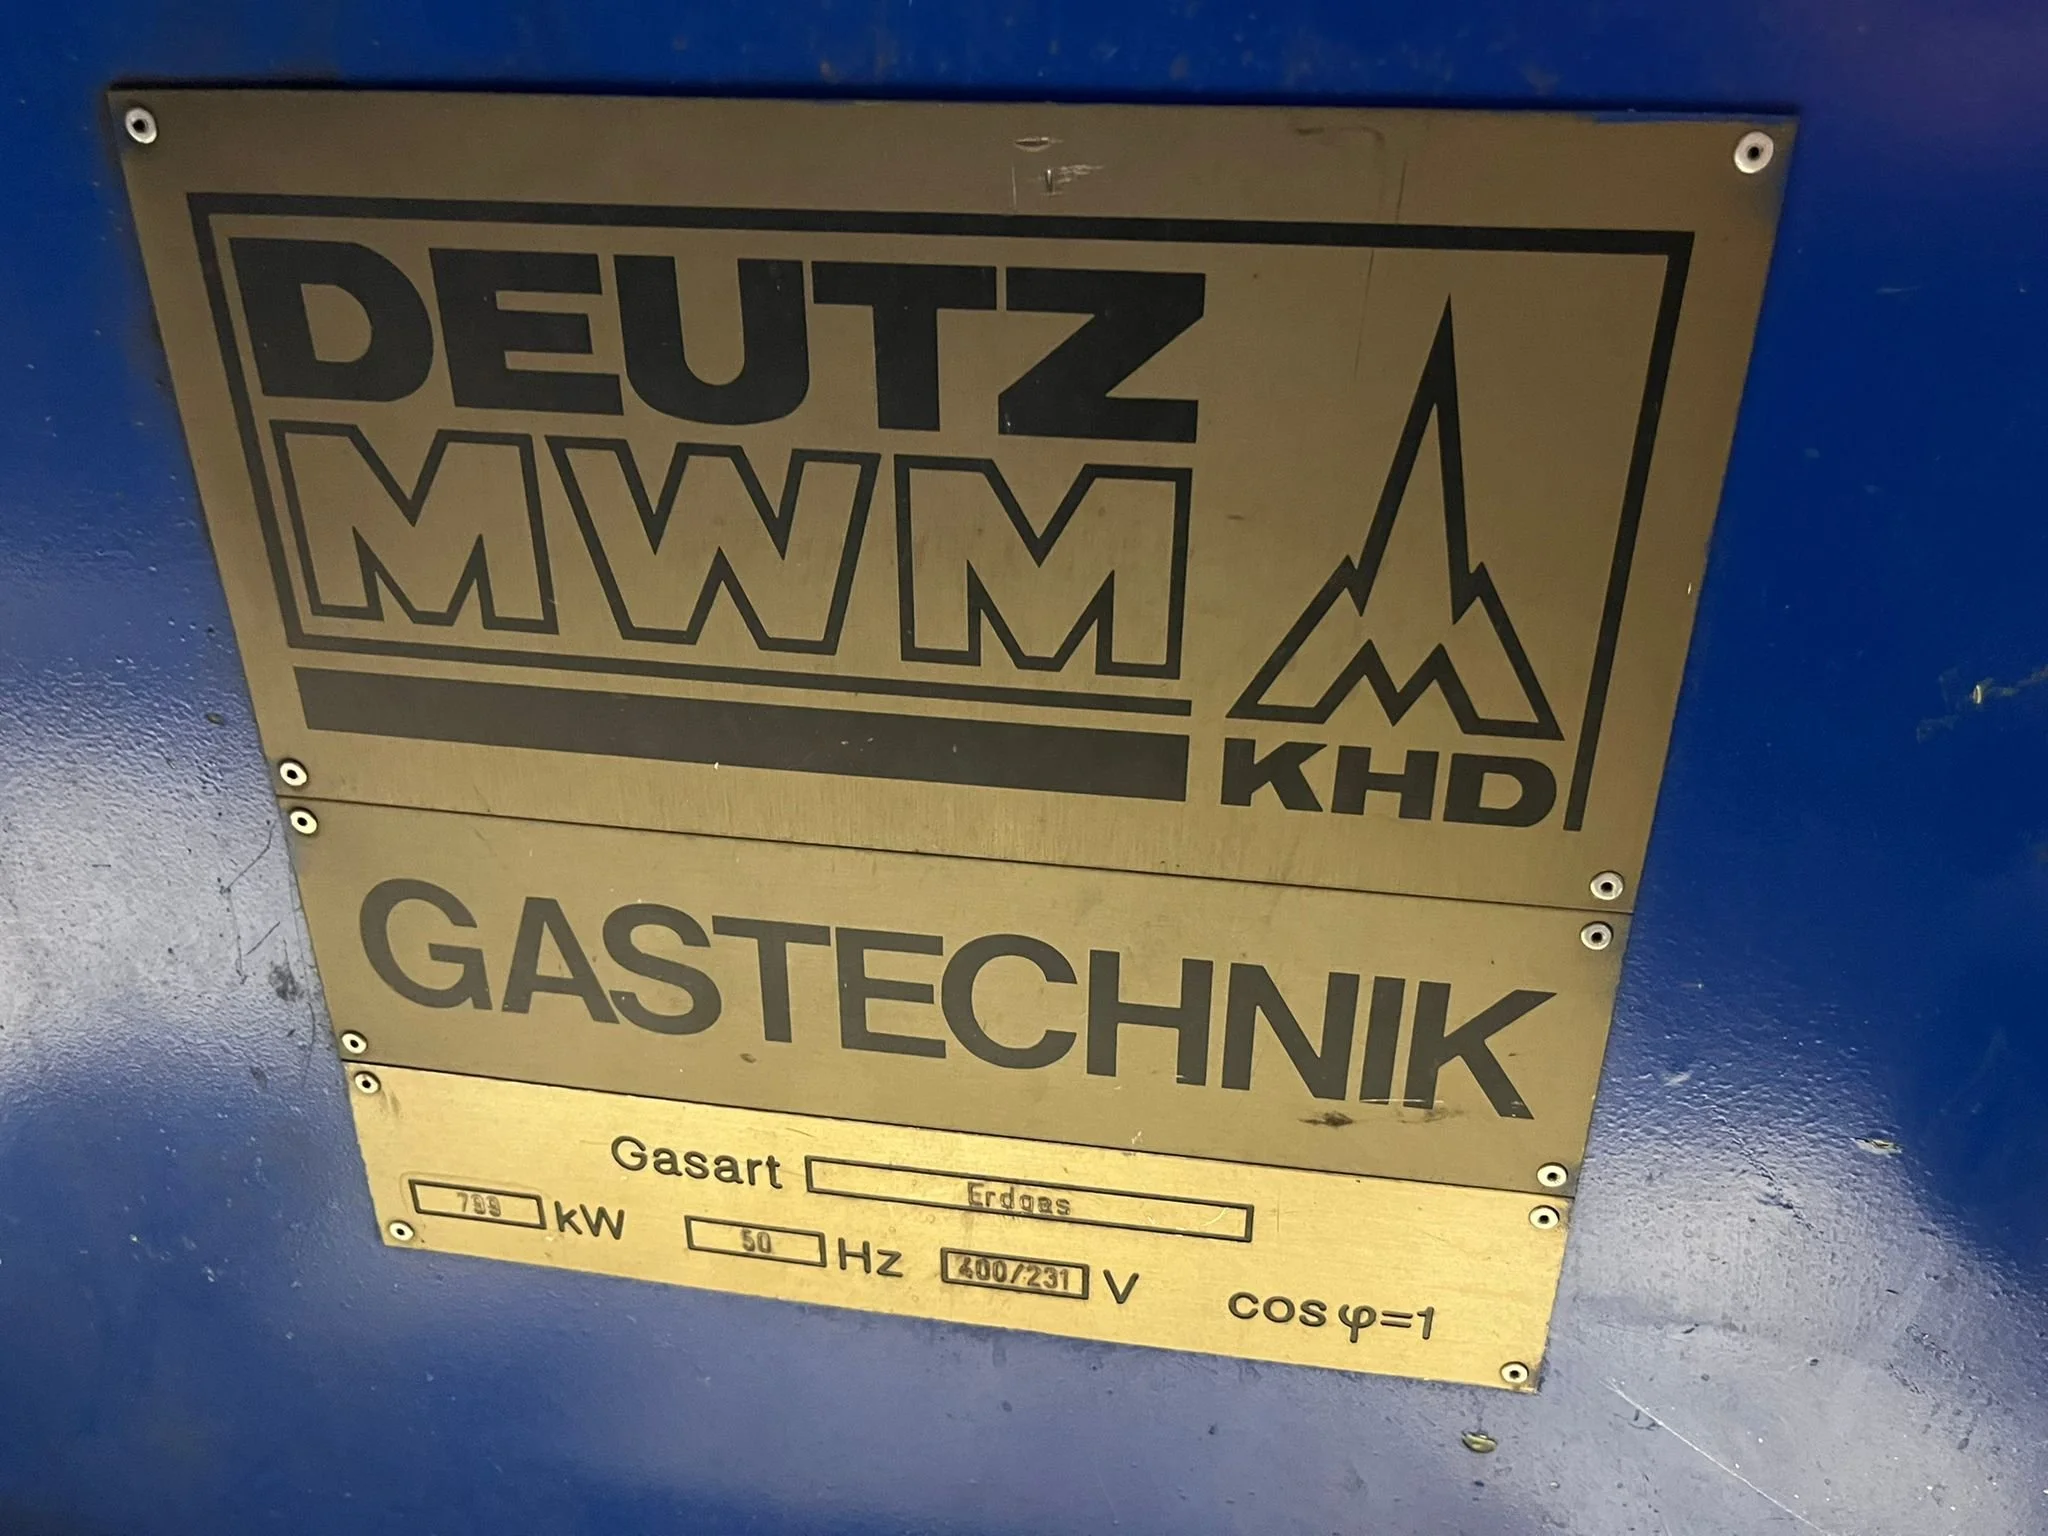 DEUTZ
MWM
KHD
GASTECHNIK
Gasart Erdgas
kW 50 Hz 400/231 V cos φ=1